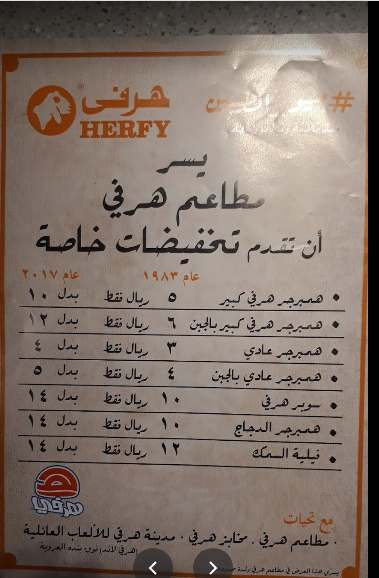 هرفي
HERFY
يسر
مطاعم هرفي
أن تقدم تخفيضات خاصة
عام ١٩٨٣ عام ٢٠١٧
• همبرجر هرفي كبير ٥ ريال فقط بدل ١٠
• همبرجر هرفي كبير بالجبن ٦ ريال فقط بدل ١٢
• همبرجر عادي ٣ ريال فقط بدل ٤
• همبرجر عادي بالجبن ٤ ريال فقط بدل ٥
• سوبر هرفي ١٠ ريال فقط بدل ١٤
• همبرجر الدجاج ١٠ ريال فقط بدل ١٤
• فيلية السمك ١٢ ريال فقط بدل ١٤
هرفي
مع تحيات
• مطاعم هرفي • مخابز هرفي • مدينة هرفي للألعاب العائلية